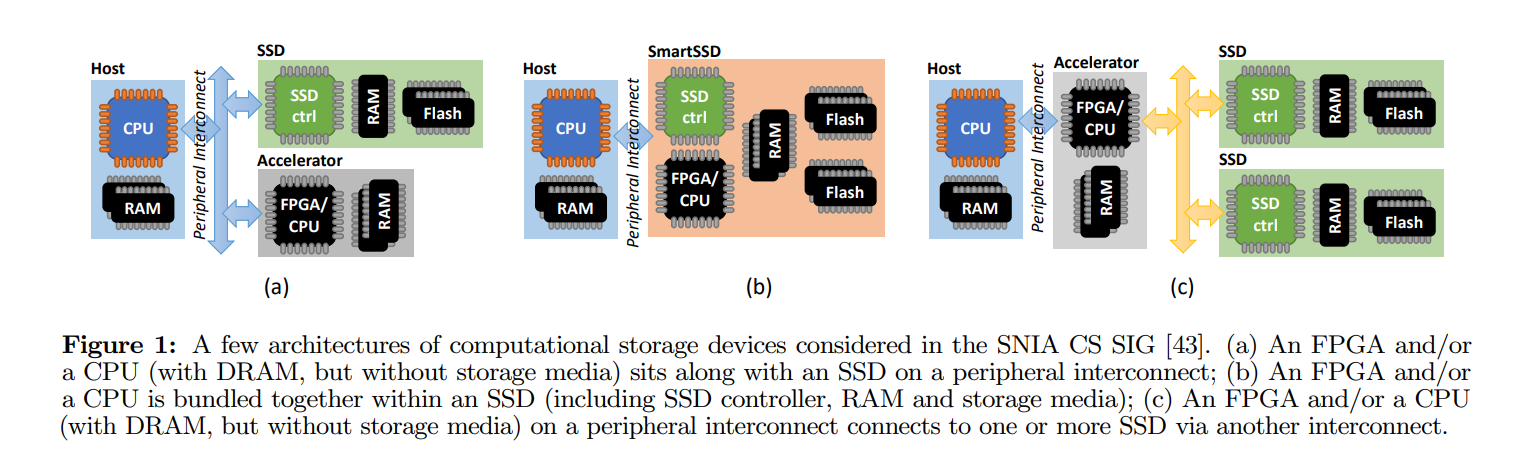 Host
CPU
RAM
Peripheral Interconnect
SSD
SSD
ctrl
RAM
Flash
Accelerator
FPGA/
CPU
RAM
(a)
Host
CPU
RAM
Peripheral Interconnect
SmartSSD
SSD
ctrl
FPGA/
CPU
RAM
Flash
Flash
(b)
Host
CPU
RAM
Peripheral Interconnect
Accelerator
FPGA/
CPU
RAM
SSD
SSD
ctrl
RAM
Flash
SSD
SSD
ctrl
RAM
Flash
(c)
Figure 1: A few architectures of computational storage devices considered in the SNIA CS SIG [43]. (a) An FPGA and/or
a CPU (with DRAM, but without storage media) sits along with an SSD on a peripheral interconnect; (b) An FPGA and/or
a CPU is bundled together within an SSD (including SSD controller, RAM and storage media); (c) An FPGA and/or a CPU
(with DRAM, but without storage media) on a peripheral interconnect connects to one or more SSD via another interconnect.